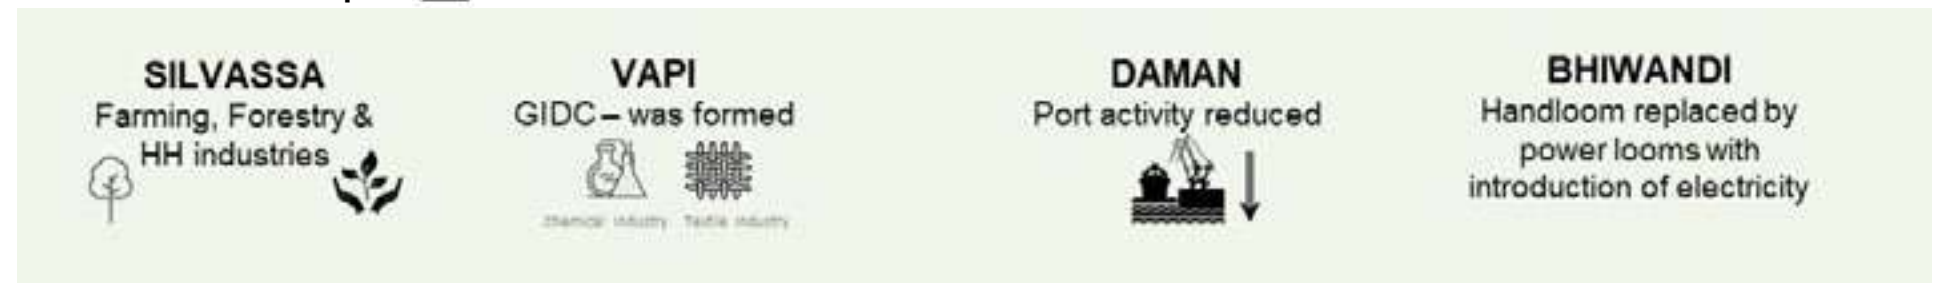 SILVASSA
Farming, Forestry &
HH industries
VAPI
GIDC – was formed
Chemical Industry Textile Industry
DAMAN
Port activity reduced
BHIWANDI
Handloom replaced by
power looms with
introduction of electricity